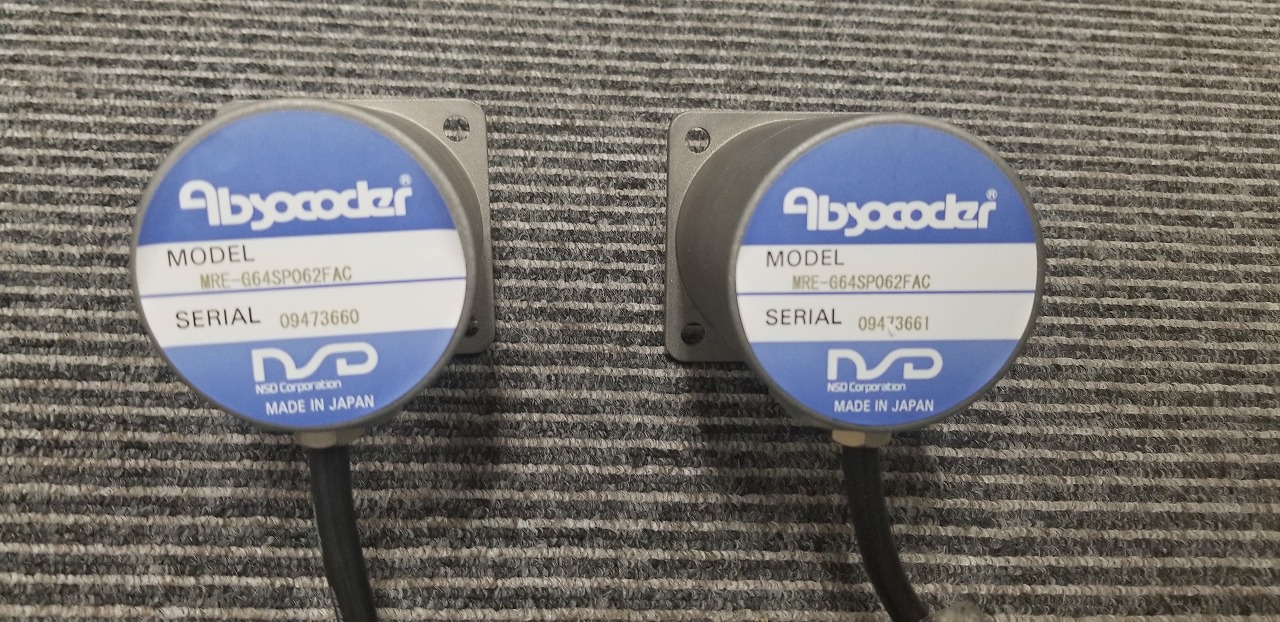 Absocoder®
MODEL
MRE-G64SP062FAC
SERIAL 09473660
NSD
NSD Corporation
MADE IN JAPAN
Absocoder®
MODEL
MRE-G64SP062FAC
SERIAL 09473661
NSD
NSD Corporation
MADE IN JAPAN